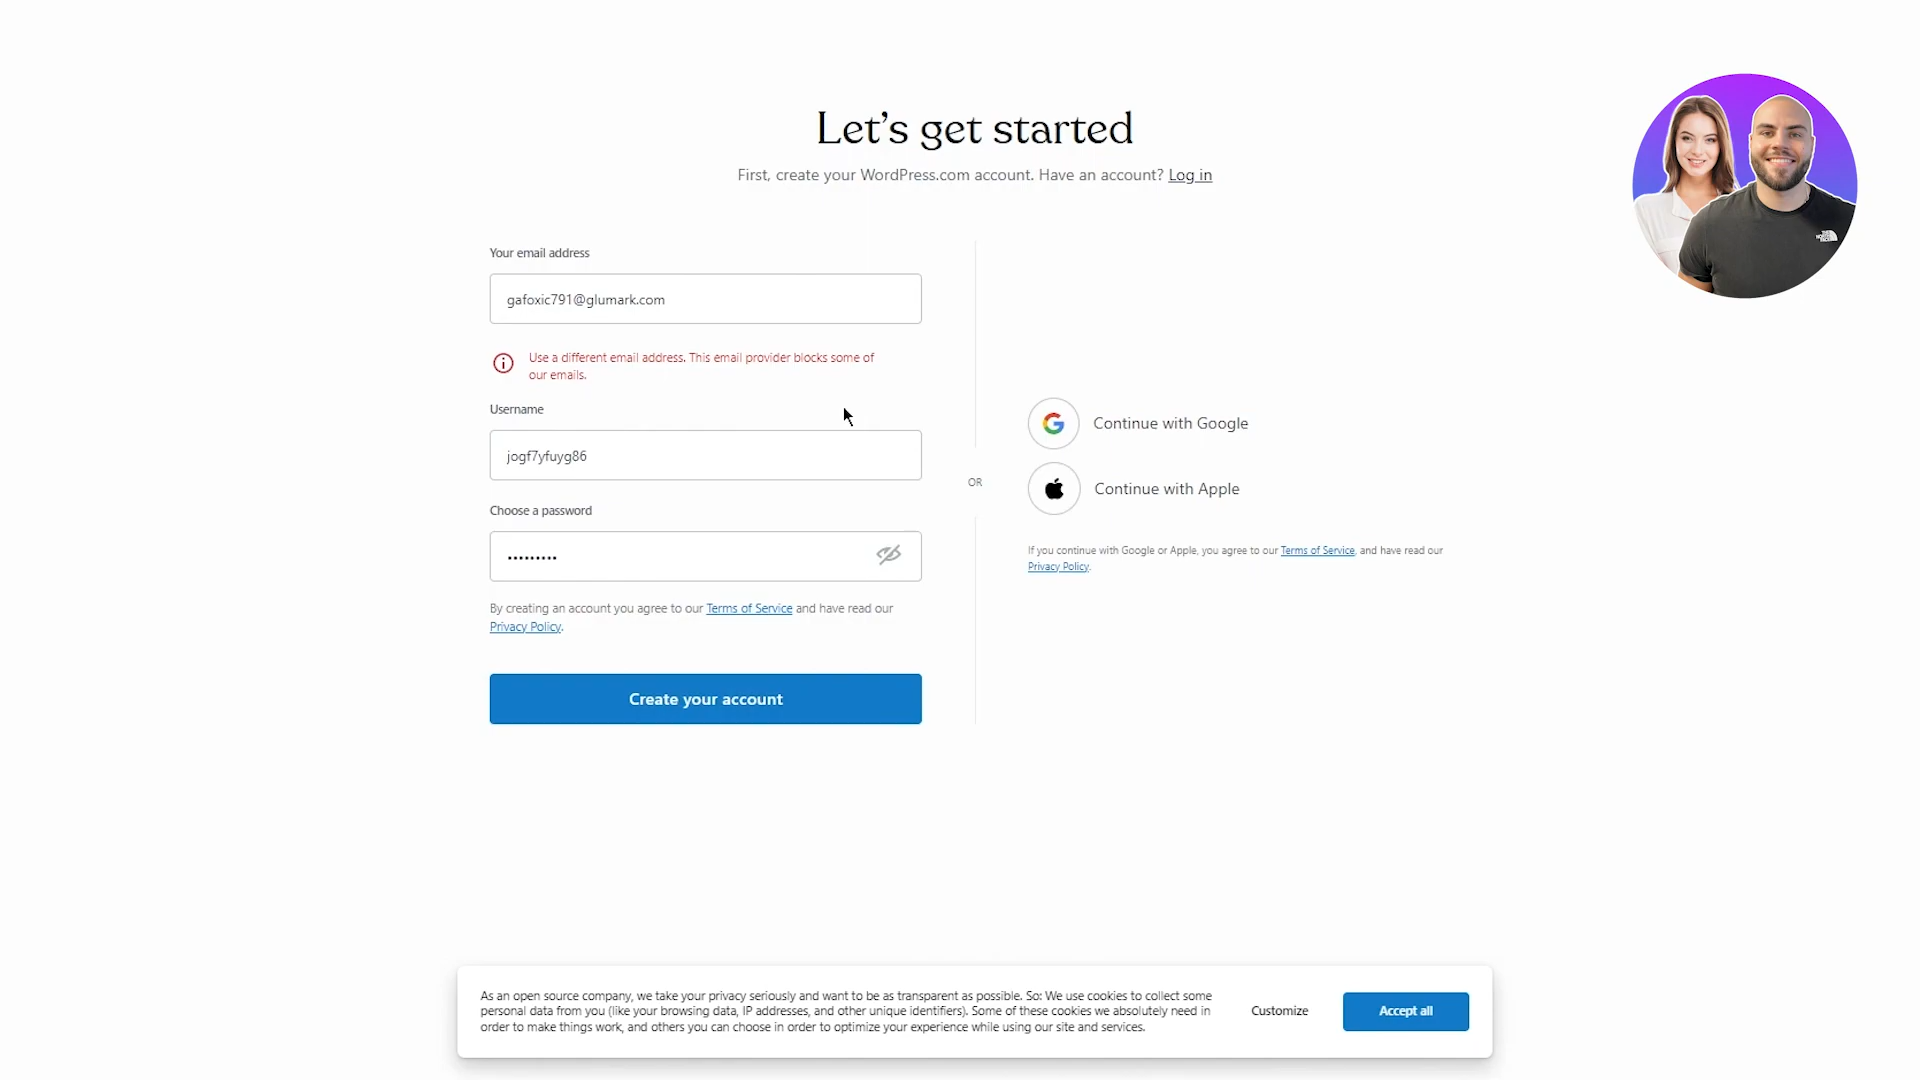 Let's get started
First, create your WordPress.com account. Have an account? Log in
Your email address
gafoxic791@glumark.com
Use a different email address. This email provider blocks some of
our emails.
Username
jogf7yfuyg86
Choose a password
•••••••••
By creating an account you agree to our Terms of Service and have read our
Privacy Policy.
Create your account
OR
Continue with Google
Continue with Apple
If you continue with Google or Apple, you agree to our Terms of Service, and have read our
Privacy Policy.
THE NORTH FACE
As an open source company, we take your privacy seriously and want to be as transparent as possible. So: We use cookies to collect some
personal data from you (like your browsing data, IP addresses, and other unique identifiers). Some of these cookies we absolutely need in
order to make things work, and others you can choose in order to optimize your experience while using our site and services.
Customize
Accept all